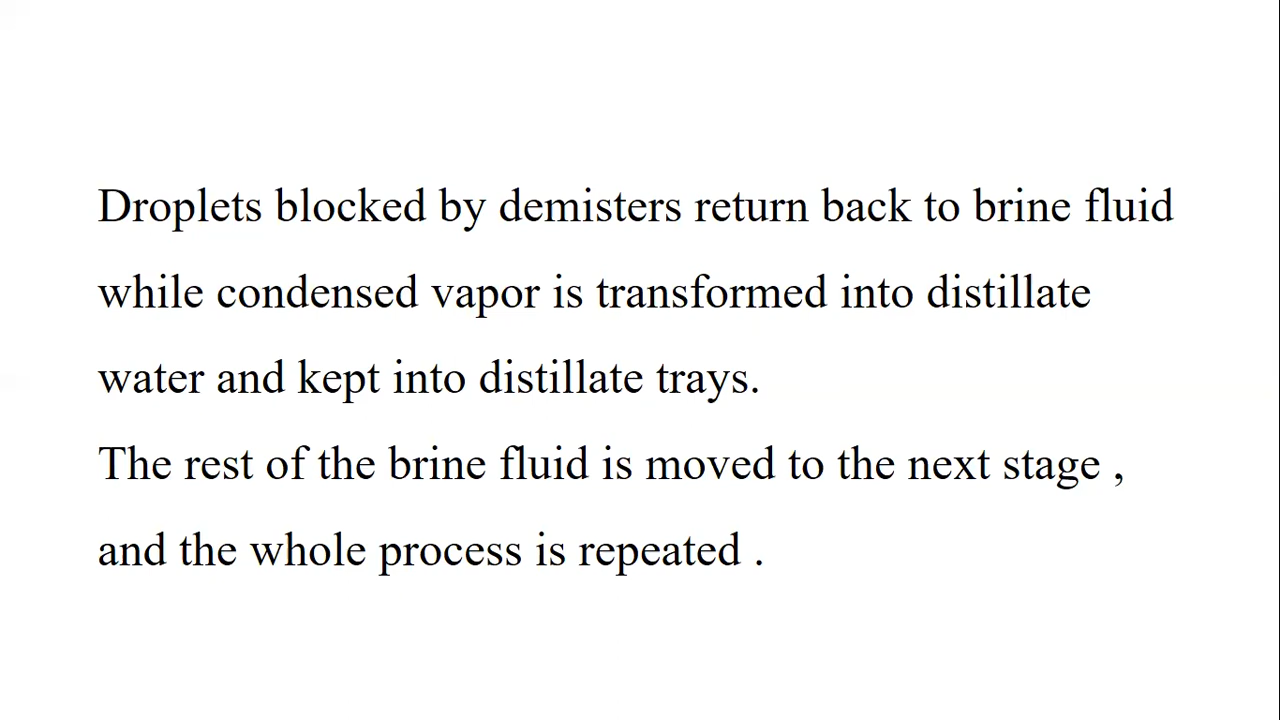 Droplets blocked by demisters return back to brine fluid
while condensed vapor is transformed into distillate
water and kept into distillate trays.
The rest of the brine fluid is moved to the next stage ,
and the whole process is repeated .